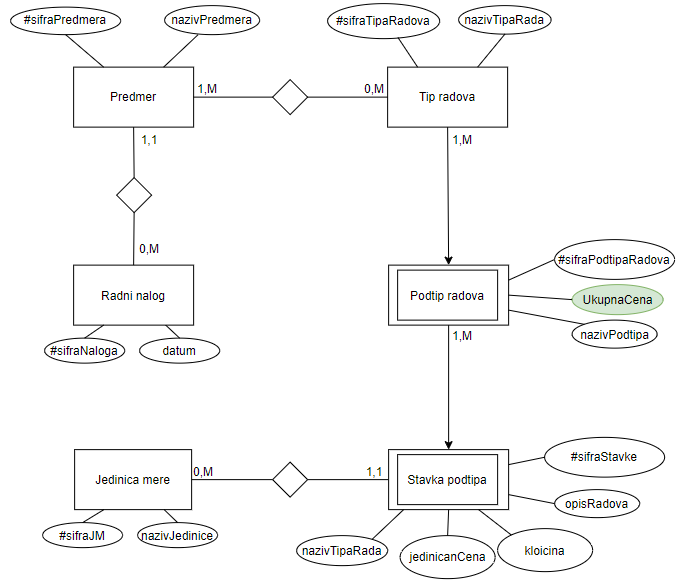 #sifraPredmera
nazivPredmera
#sifraTipaRadova
nazivTipaRada
Predmer
1,M
0,M
Tip radova
1,1
1,M
0,M
#sifraPodtipaRadova
Radni nalog
Podtip radova
UkupnaCena
nazivPodtipa
1,M
#sifraNaloga
datum
#sifraStavke
Jedinica mere
0,M
1,1
Stavka podtipa
opisRadova
#sifraJM
nazivJedinice
nazivTipaRada
jedinicanCena
kloicina